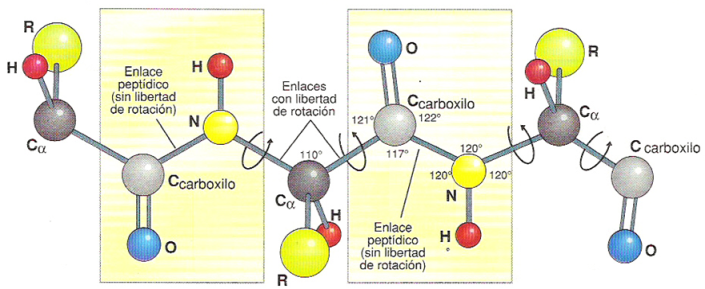 R
H
Cα
Enlace
peptídico
(sin libertad
de rotación)
H
N
Ccarboxilo
O
Enlaces
con libertad
de rotación
110°
Cα
H
R
O
Ccarboxilo
121°
122°
117°
Enlace
peptídico
(sin libertad
de rotación)
120°
120°
120°
N
H
R
H
Cα
C carboxilo
O